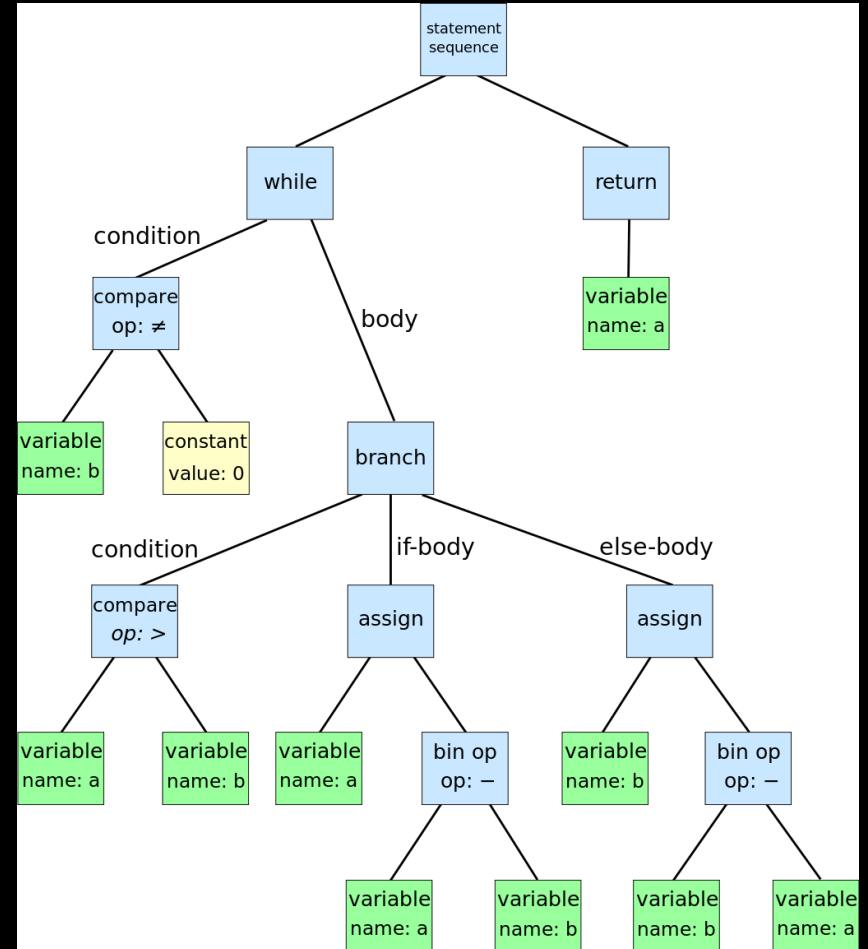 statement
sequence
while
return
condition
compare
op: ≠
body
variable
name: a
variable
name: b
constant
value: 0
branch
condition
if-body
else-body
compare
op: >
assign
assign
variable
name: a
variable
name: b
variable
name: a
bin op
op: −
variable
name: b
bin op
op: −
variable
name: a
variable
name: b
variable
name: b
variable
name: a